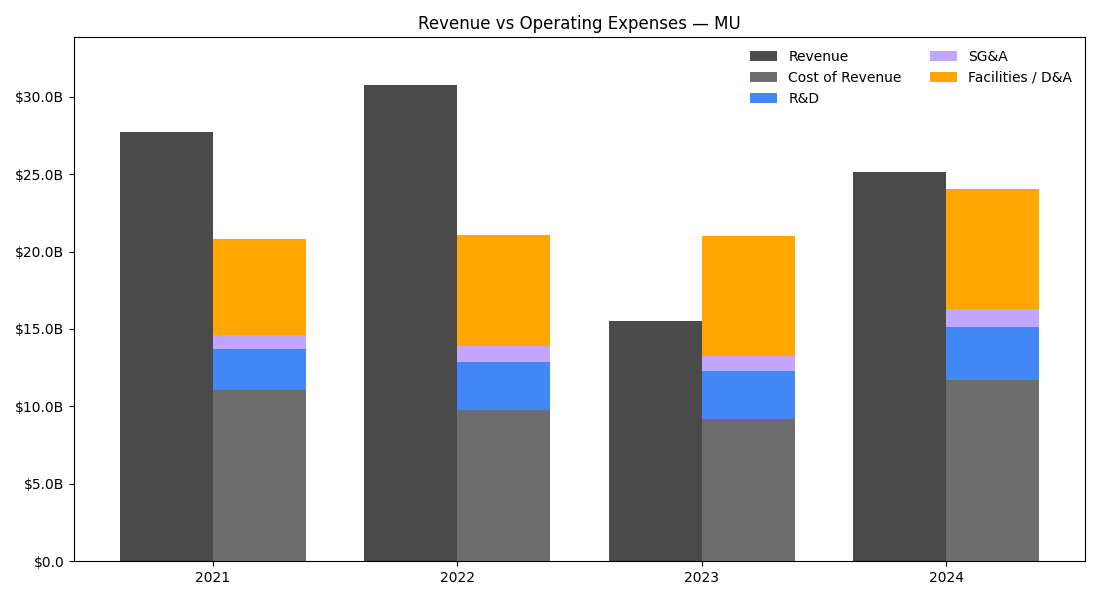 Revenue vs Operating Expenses — MU
Revenue
Cost of Revenue
R&D
SG&A
Facilities / D&A
$30.0B
$25.0B
$20.0B
$15.0B
$10.0B
$5.0B
$0.0
2021 2022 2023 2024